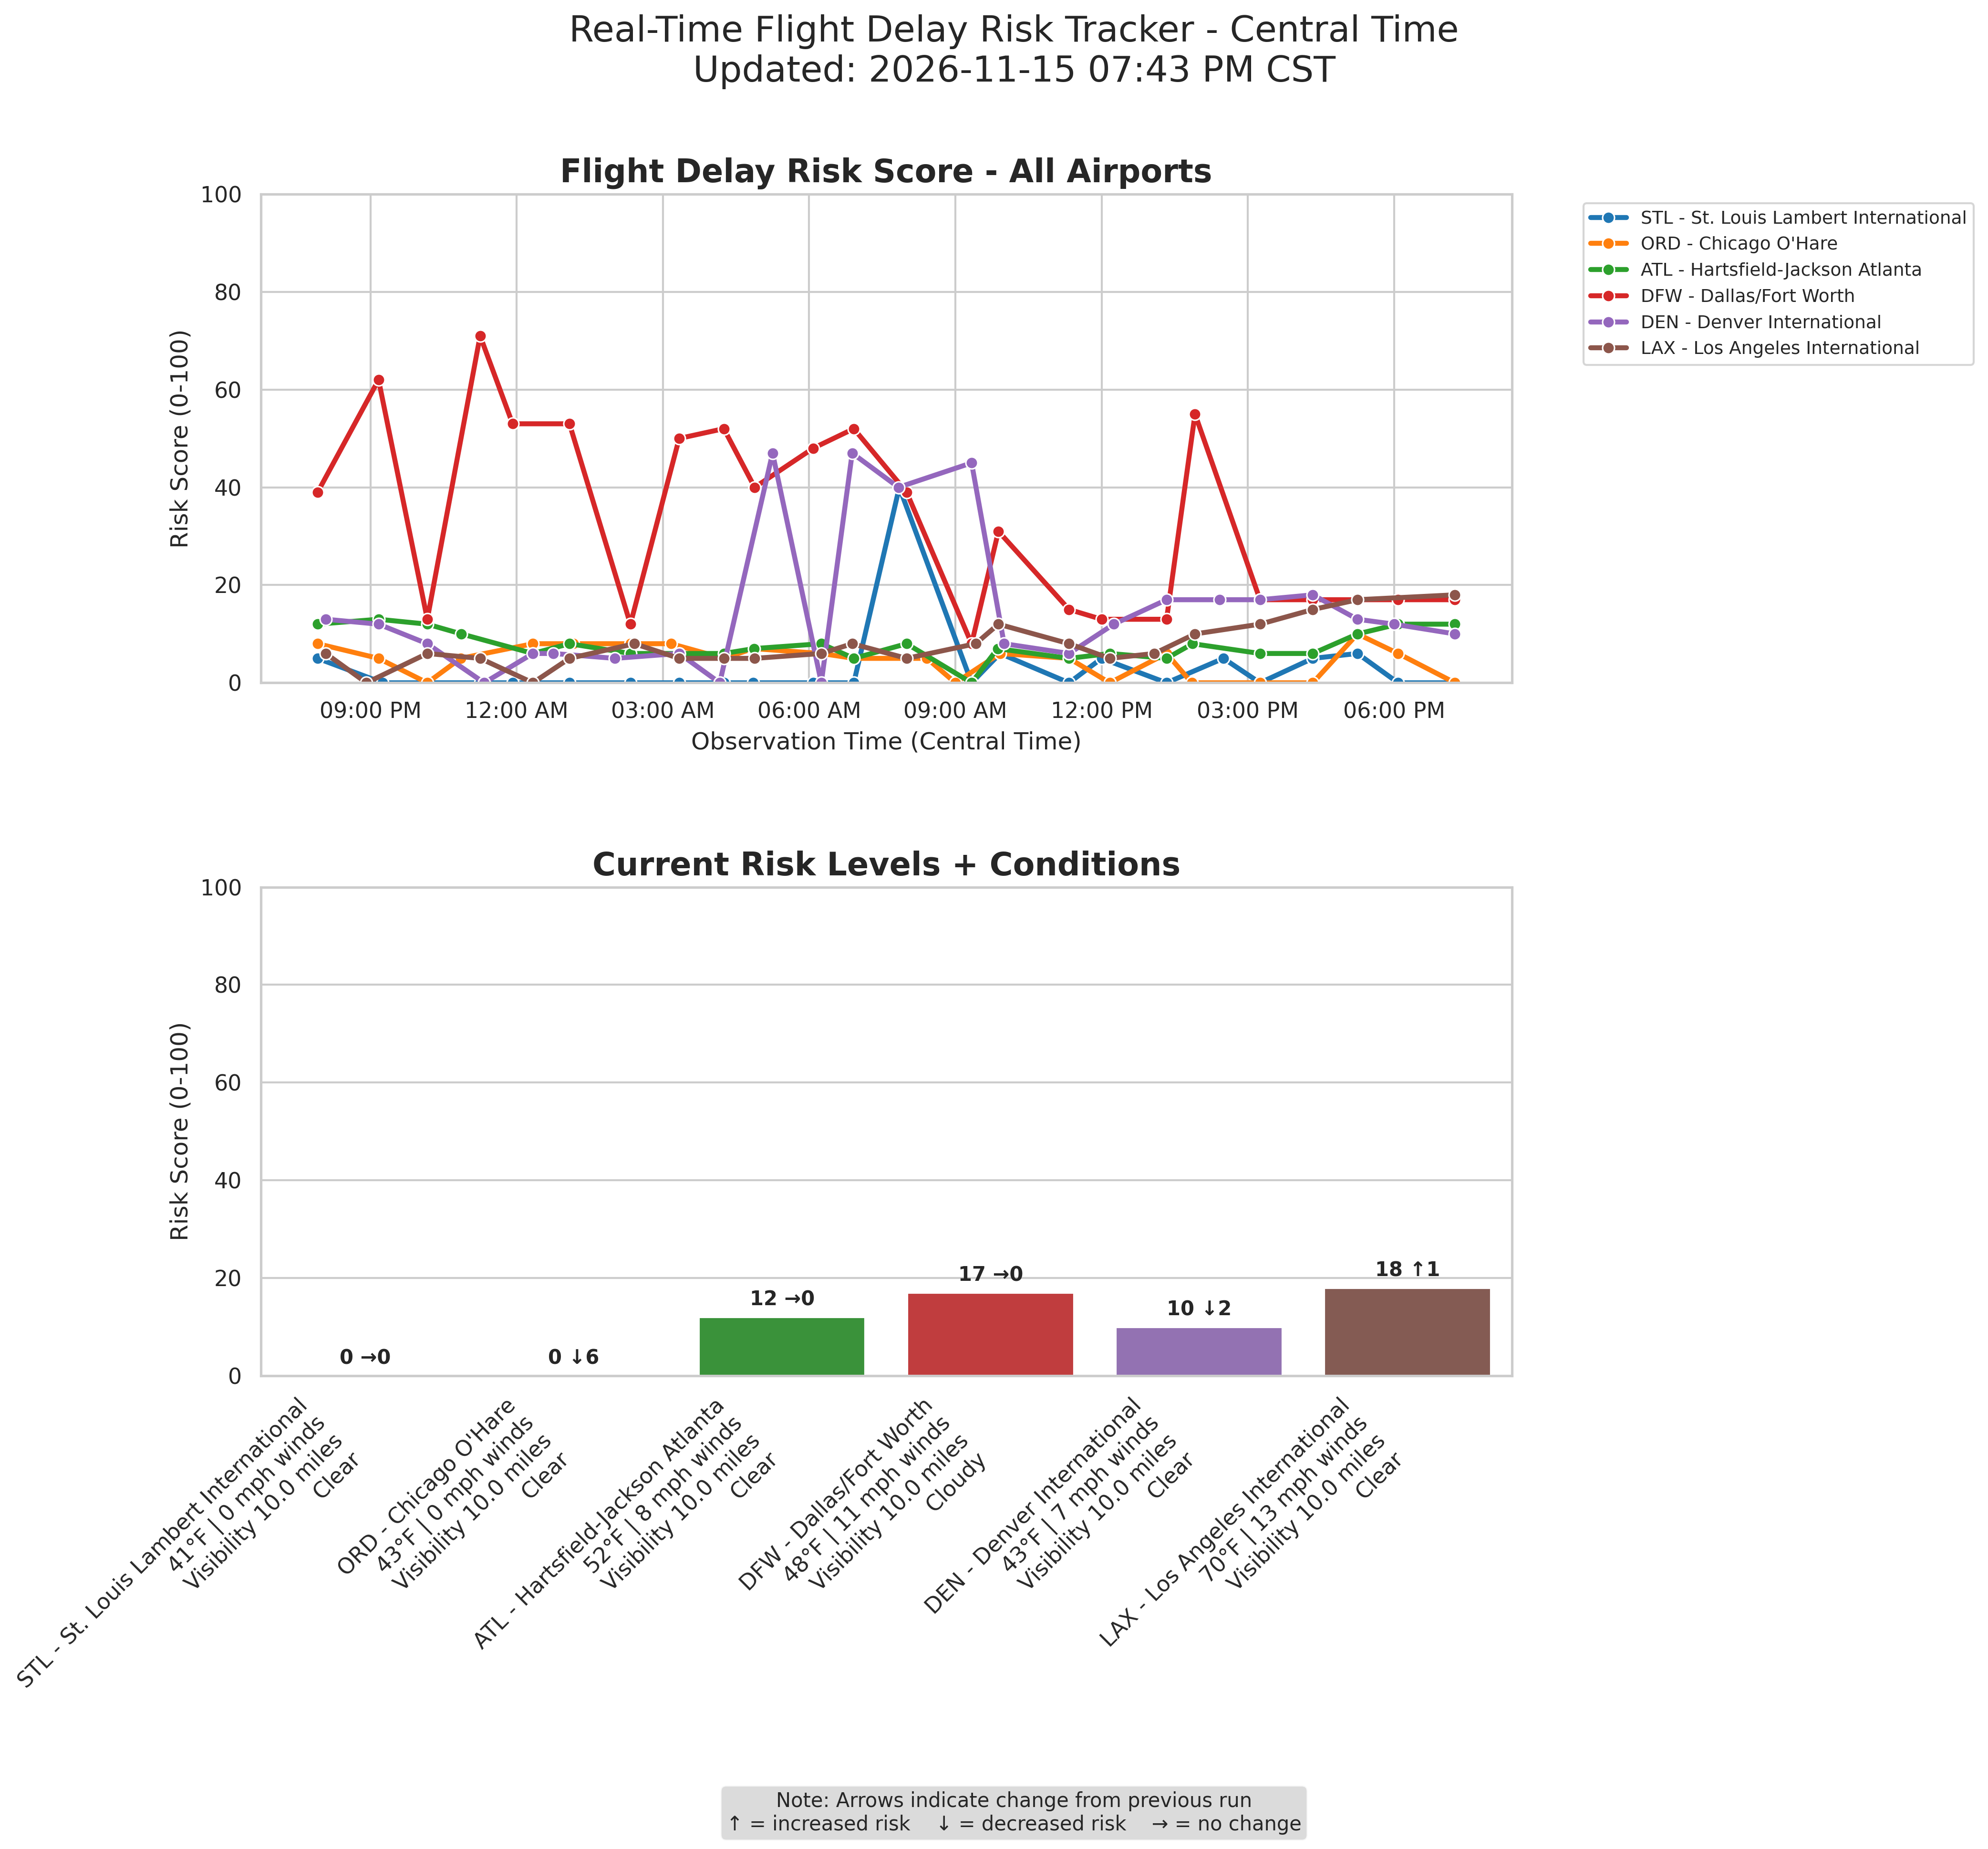 Real-Time Flight Delay Risk Tracker - Central Time
Updated: 2026-11-15 07:43 PM CST
Flight Delay Risk Score - All Airports
100
80
60
40
20
0
Risk Score (0-100)
09:00 PM
12:00 AM
03:00 AM
06:00 AM
09:00 AM
12:00 PM
03:00 PM
06:00 PM
Observation Time (Central Time)
STL - St. Louis Lambert International
ORD - Chicago O'Hare
ATL - Hartsfield-Jackson Atlanta
DFW - Dallas/Fort Worth
DEN - Denver International
LAX - Los Angeles International
Current Risk Levels + Conditions
100
80
60
40
20
0
Risk Score (0-100)
0 →0
0 ↓6
12 →0
17 →0
10 ↓2
18 ↑1
STL - St. Louis Lambert International
41°F | 0 mph winds
Visibility 10.0 miles
Clear
ORD - Chicago O'Hare
43°F | 0 mph winds
Visibility 10.0 miles
Clear
ATL - Hartsfield-Jackson Atlanta
52°F | 8 mph winds
Visibility 10.0 miles
Clear
DFW - Dallas/Fort Worth
48°F | 11 mph winds
Visibility 10.0 miles
Cloudy
DEN - Denver International
43°F | 7 mph winds
Visibility 10.0 miles
Clear
LAX - Los Angeles International
70°F | 13 mph winds
Visibility 10.0 miles
Clear
Note: Arrows indicate change from previous run
↑ = increased risk ↓ = decreased risk → = no change